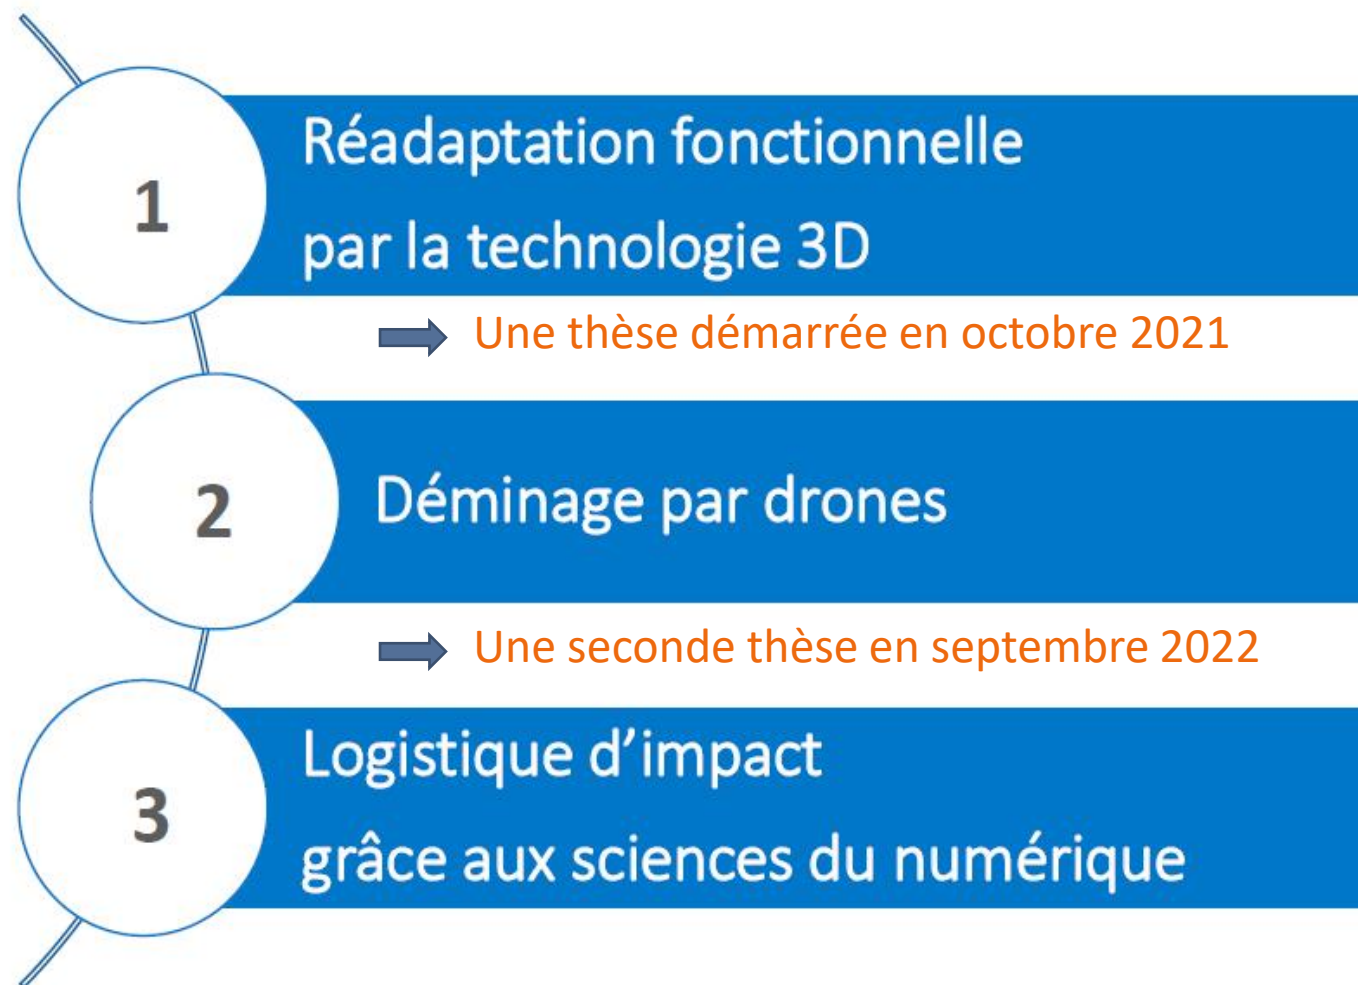 1
Réadaptation fonctionnelle
par la technologie 3D
Une thèse démarrée en octobre 2021
2
Déminage par drones
Une seconde thèse en septembre 2022
3
Logistique d’impact
grâce aux sciences du numérique